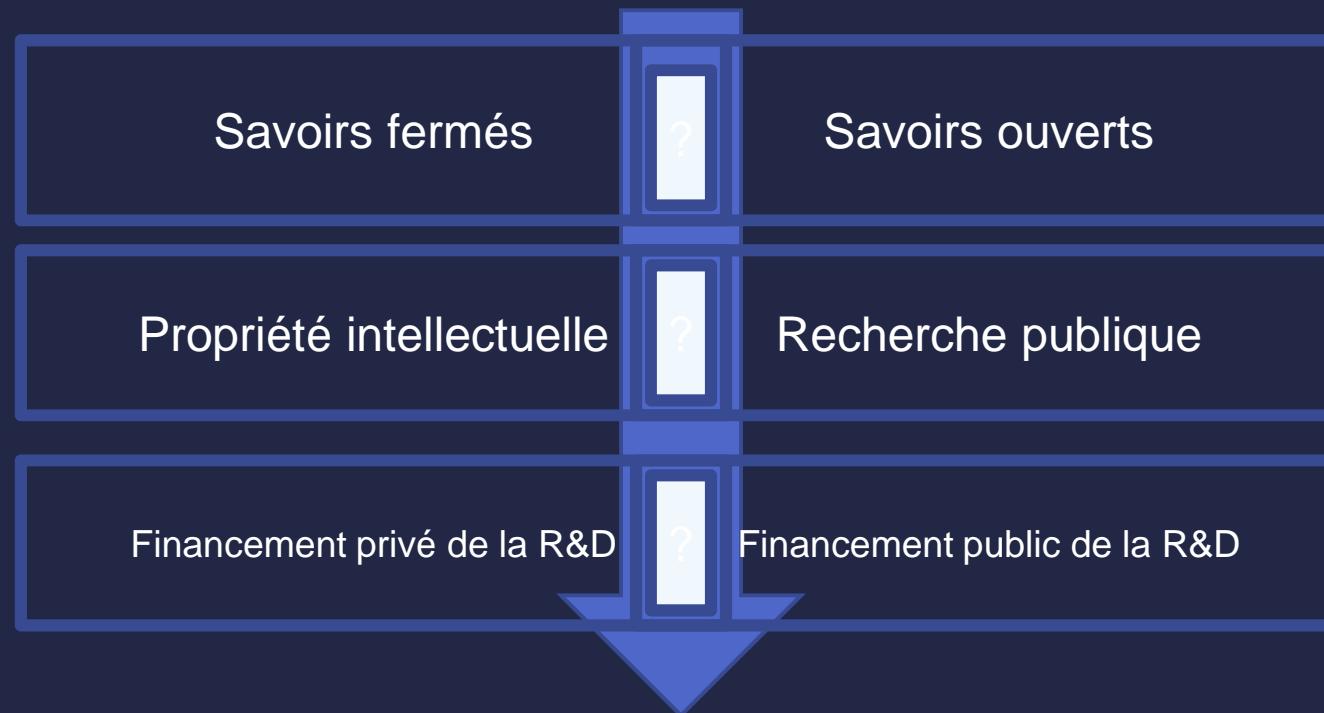 Savoirs fermés ? Savoirs ouverts
Propriété intellectuelle ? Recherche publique
Financement privé de la R&D ? Financement public de la R&D